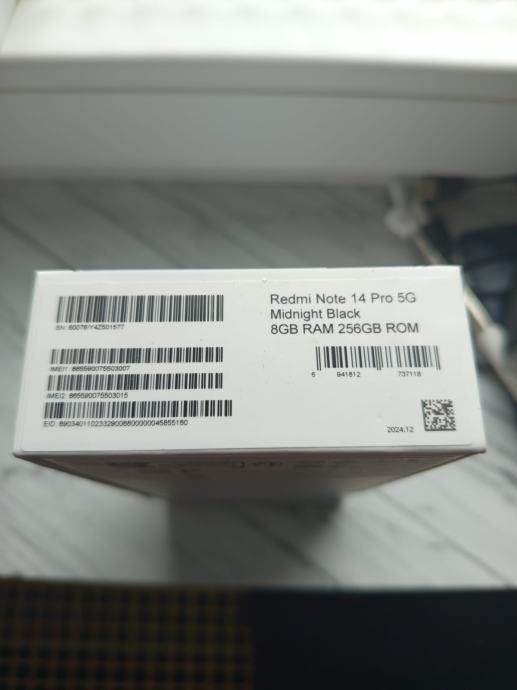 SN: 60078/Y4Z501577
IMEI1: 865590075503007
IMEI2: 865590075503015
EID: 89034011023329008800000045855160
Redmi Note 14 Pro 5G
Midnight Black
8GB RAM 256GB ROM
6 941812 737118
2024.12